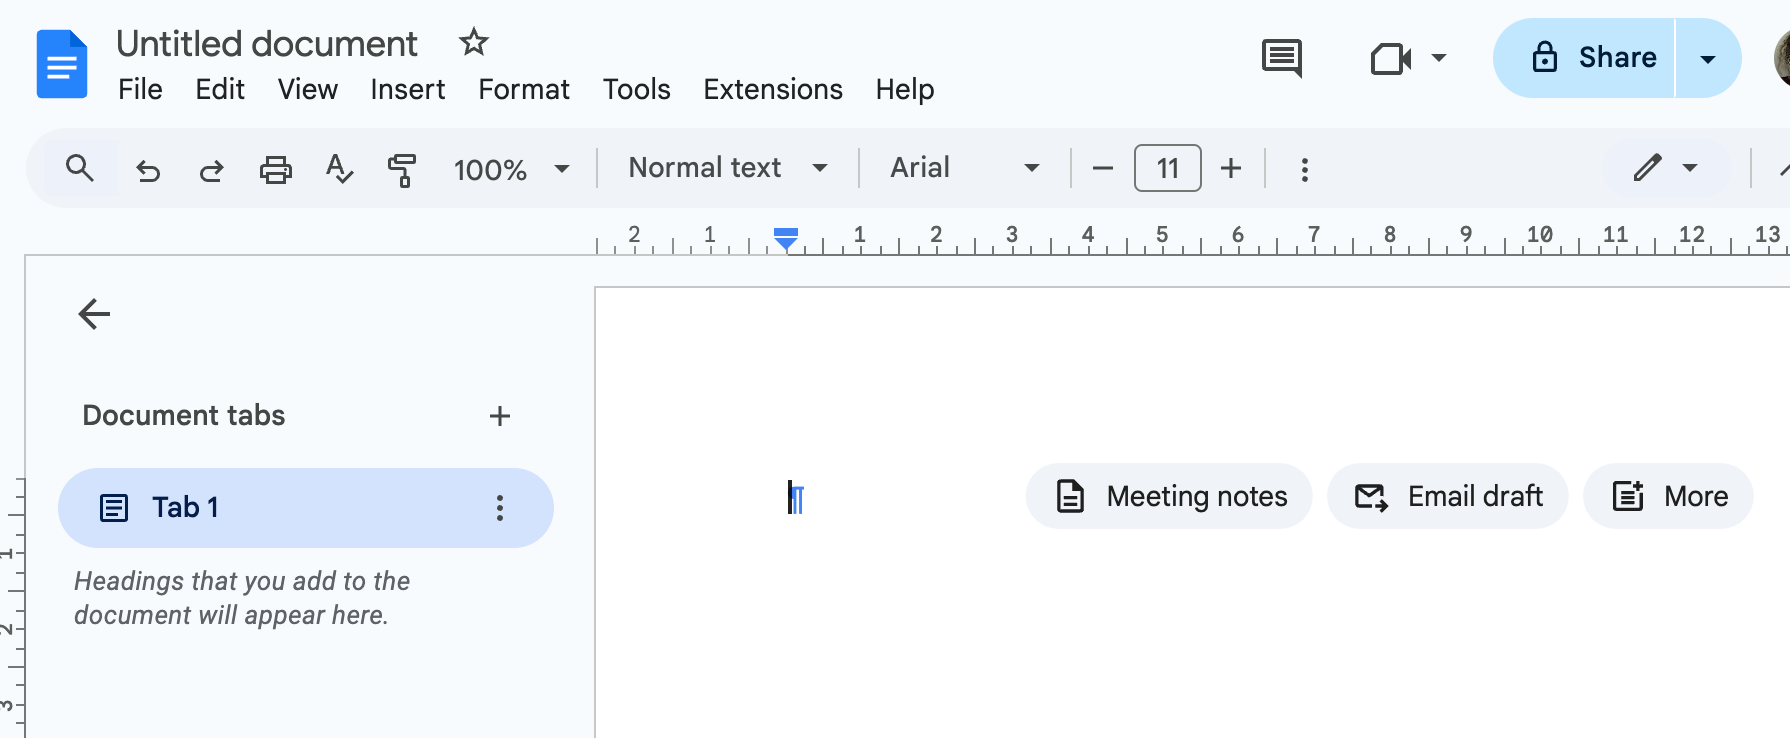 Untitled document
File Edit View Insert Format Tools Extensions Help
Share
100% Normal text Arial 11
2 1 1 2 3 4 5 6 7 8 9 10 11 12 13
Document tabs
Tab 1
Headings that you add to the
document will appear here.
¶
Meeting notes Email draft More
1
2
3